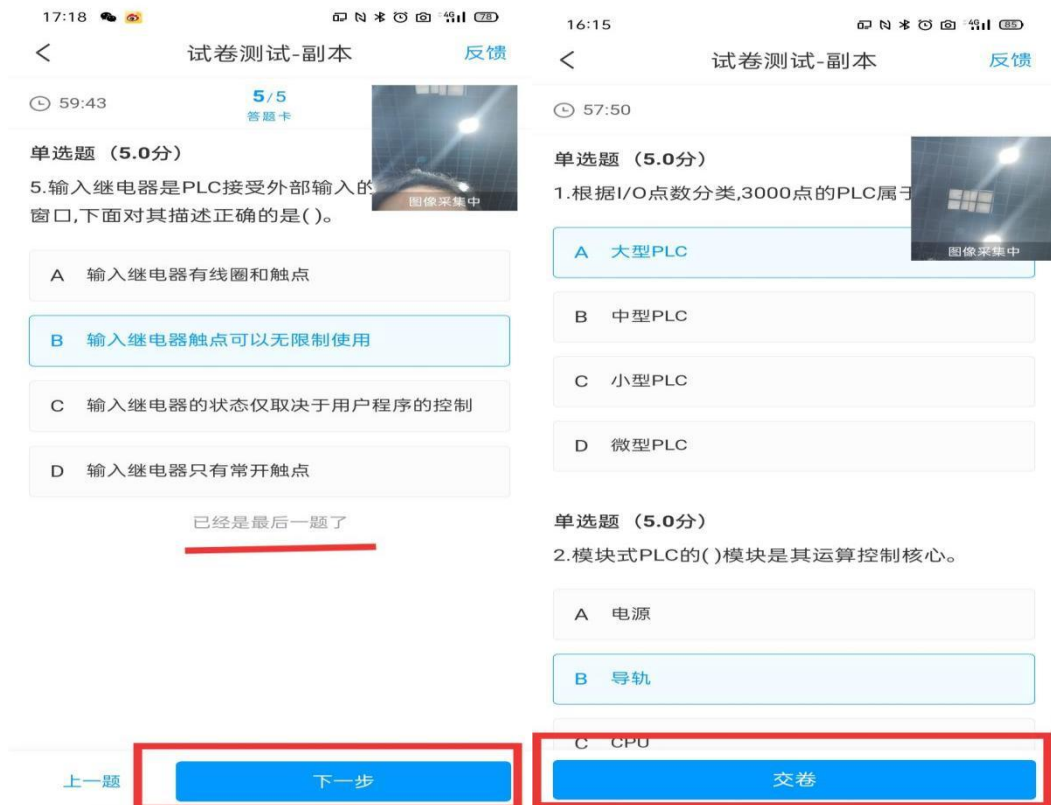 17:18
4G
78
试卷测试-副本
反馈
59:43
5/5
答题卡
图像采集中
单选题（5.0分）
5.输入继电器是PLC接受外部输入的
窗口,下面对其描述正确的是( )。
A 输入继电器有线圈和触点
B 输入继电器触点可以无限制使用
C 输入继电器的状态仅取决于用户程序的控制
D 输入继电器只有常开触点
已经是最后一题了
上一题
下一步
16:15
4G
85
试卷测试-副本
反馈
57:50
图像采集中
单选题（5.0分）
1.根据I/O点数分类,3000点的PLC属于
A 大型PLC
B 中型PLC
C 小型PLC
D 微型PLC
单选题（5.0分）
2.模块式PLC的( )模块是其运算控制核心。
A 电源
B 导轨
C CPU
交卷